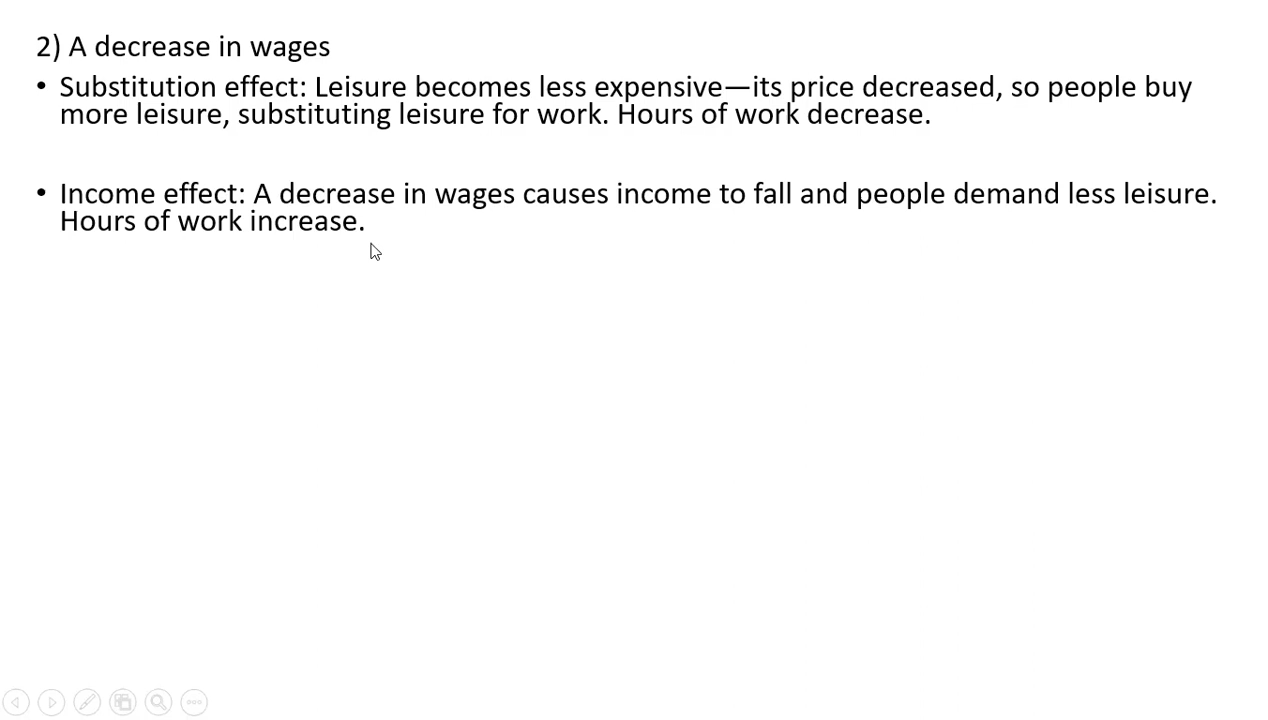 2) A decrease in wages
• Substitution effect: Leisure becomes less expensive—its price decreased, so people buy
more leisure, substituting leisure for work. Hours of work decrease.
• Income effect: A decrease in wages causes income to fall and people demand less leisure.
Hours of work increase.